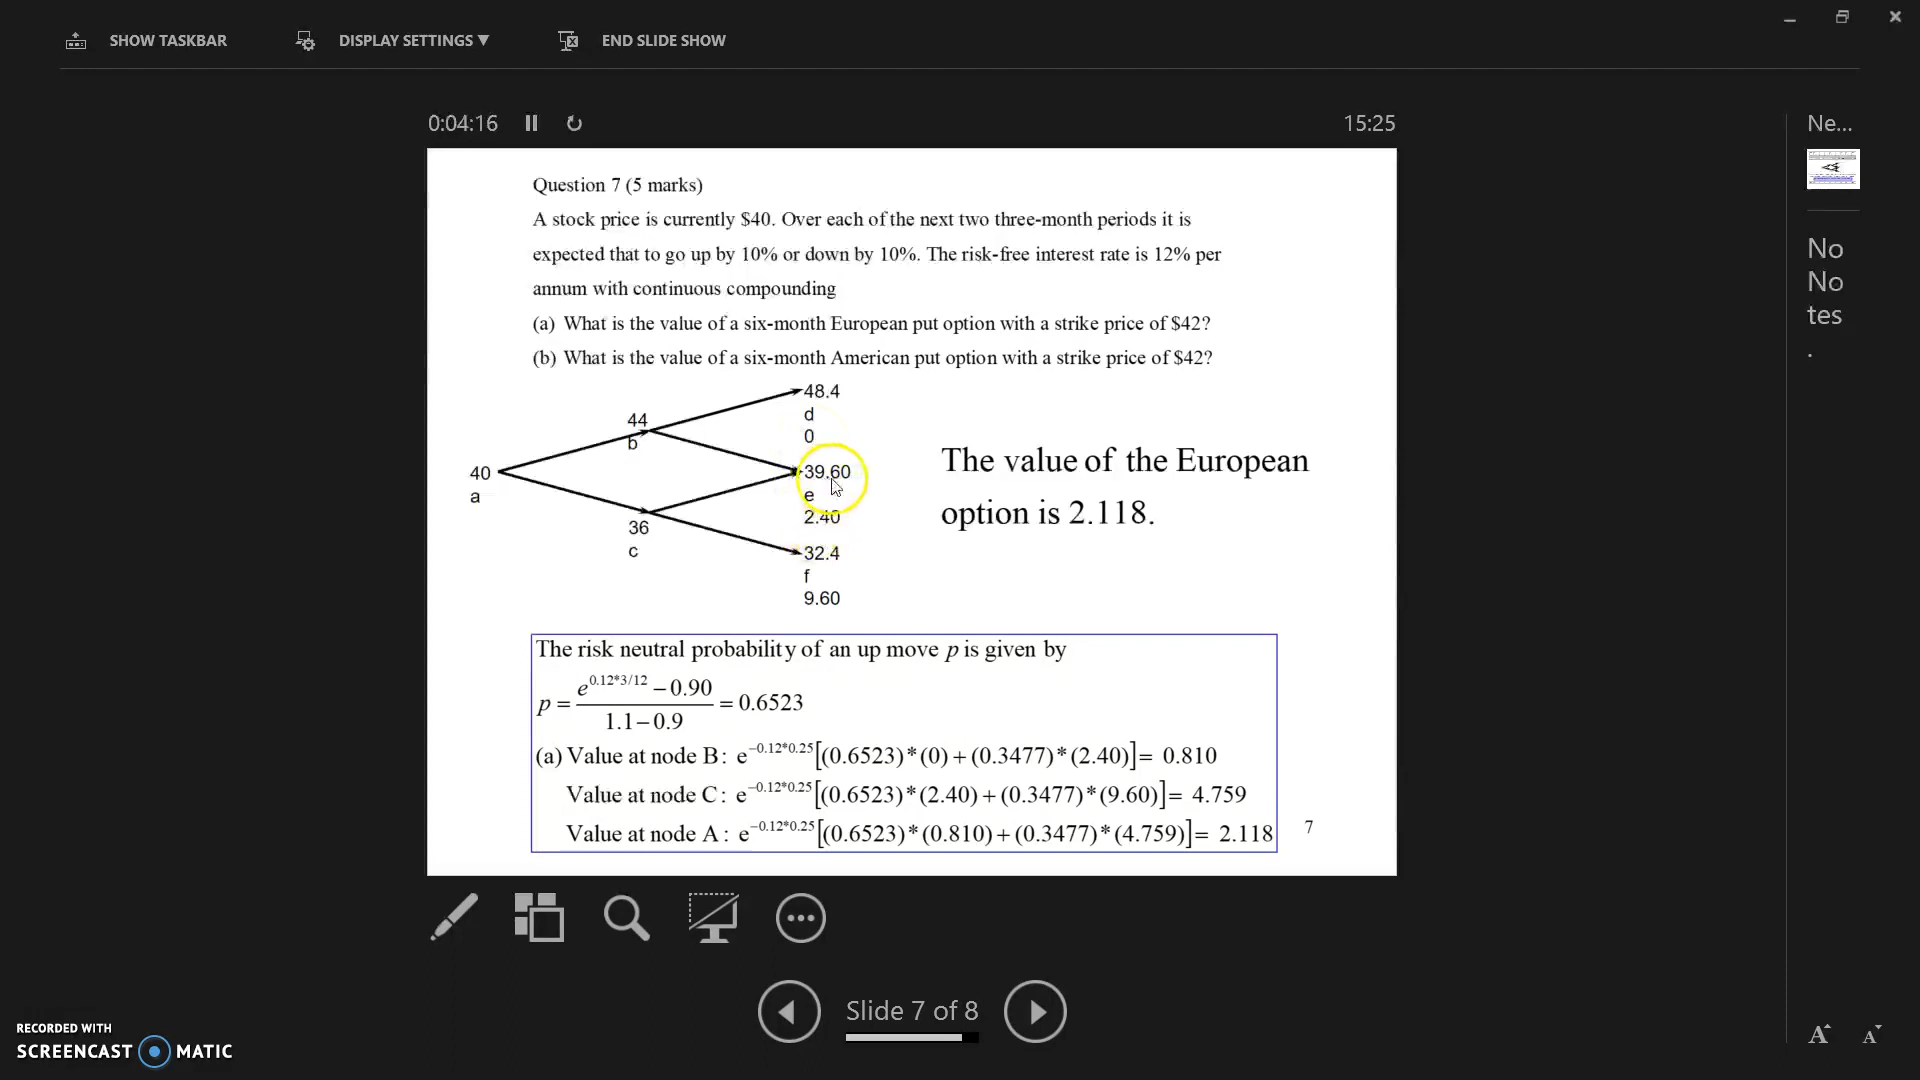 SHOW TASKBAR
DISPLAY SETTINGS ▼
END SLIDE SHOW
0:04:16
15:25
Ne...
Question 7 (5 marks)
A stock price is currently $40. Over each of the next two three-month periods it is
expected that to go up by 10% or down by 10%. The risk-free interest rate is 12% per
annum with continuous compounding
(a) What is the value of a six-month European put option with a strike price of $42?
(b) What is the value of a six-month American put option with a strike price of $42?
48.4
d
0
44
b
40
a
39.60
e
2.40
36
c
32.4
f
9.60
The value of the European
option is 2.118.
The risk neutral probability of an up move p is given by
p = (e^{0.12*3/12} − 0.90) / (1.1 − 0.9) = 0.6523
(a) Value at node B: e^{−0.12*0.25}[(0.6523)*(0)+(0.3477)*(2.40)]= 0.810
Value at node C: e^{−0.12*0.25}[(0.6523)*(2.40)+(0.3477)*(9.60)]= 4.759
Value at node A: e^{−0.12*0.25}[(0.6523)*(0.810)+(0.3477)*(4.759)]= 2.118
7
No
No
tes
.
Slide 7 of 8
RECORDED WITH
SCREENCAST MATIC
A A